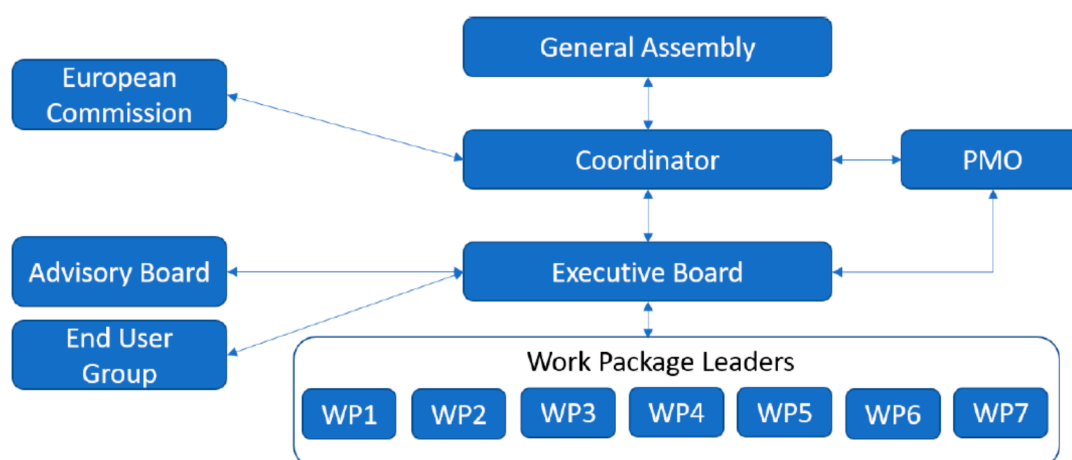 General Assembly
European
Commission
Coordinator
PMO
Advisory Board
Executive Board
End User
Group
Work Package Leaders
WP1
WP2
WP3
WP4
WP5
WP6
WP7